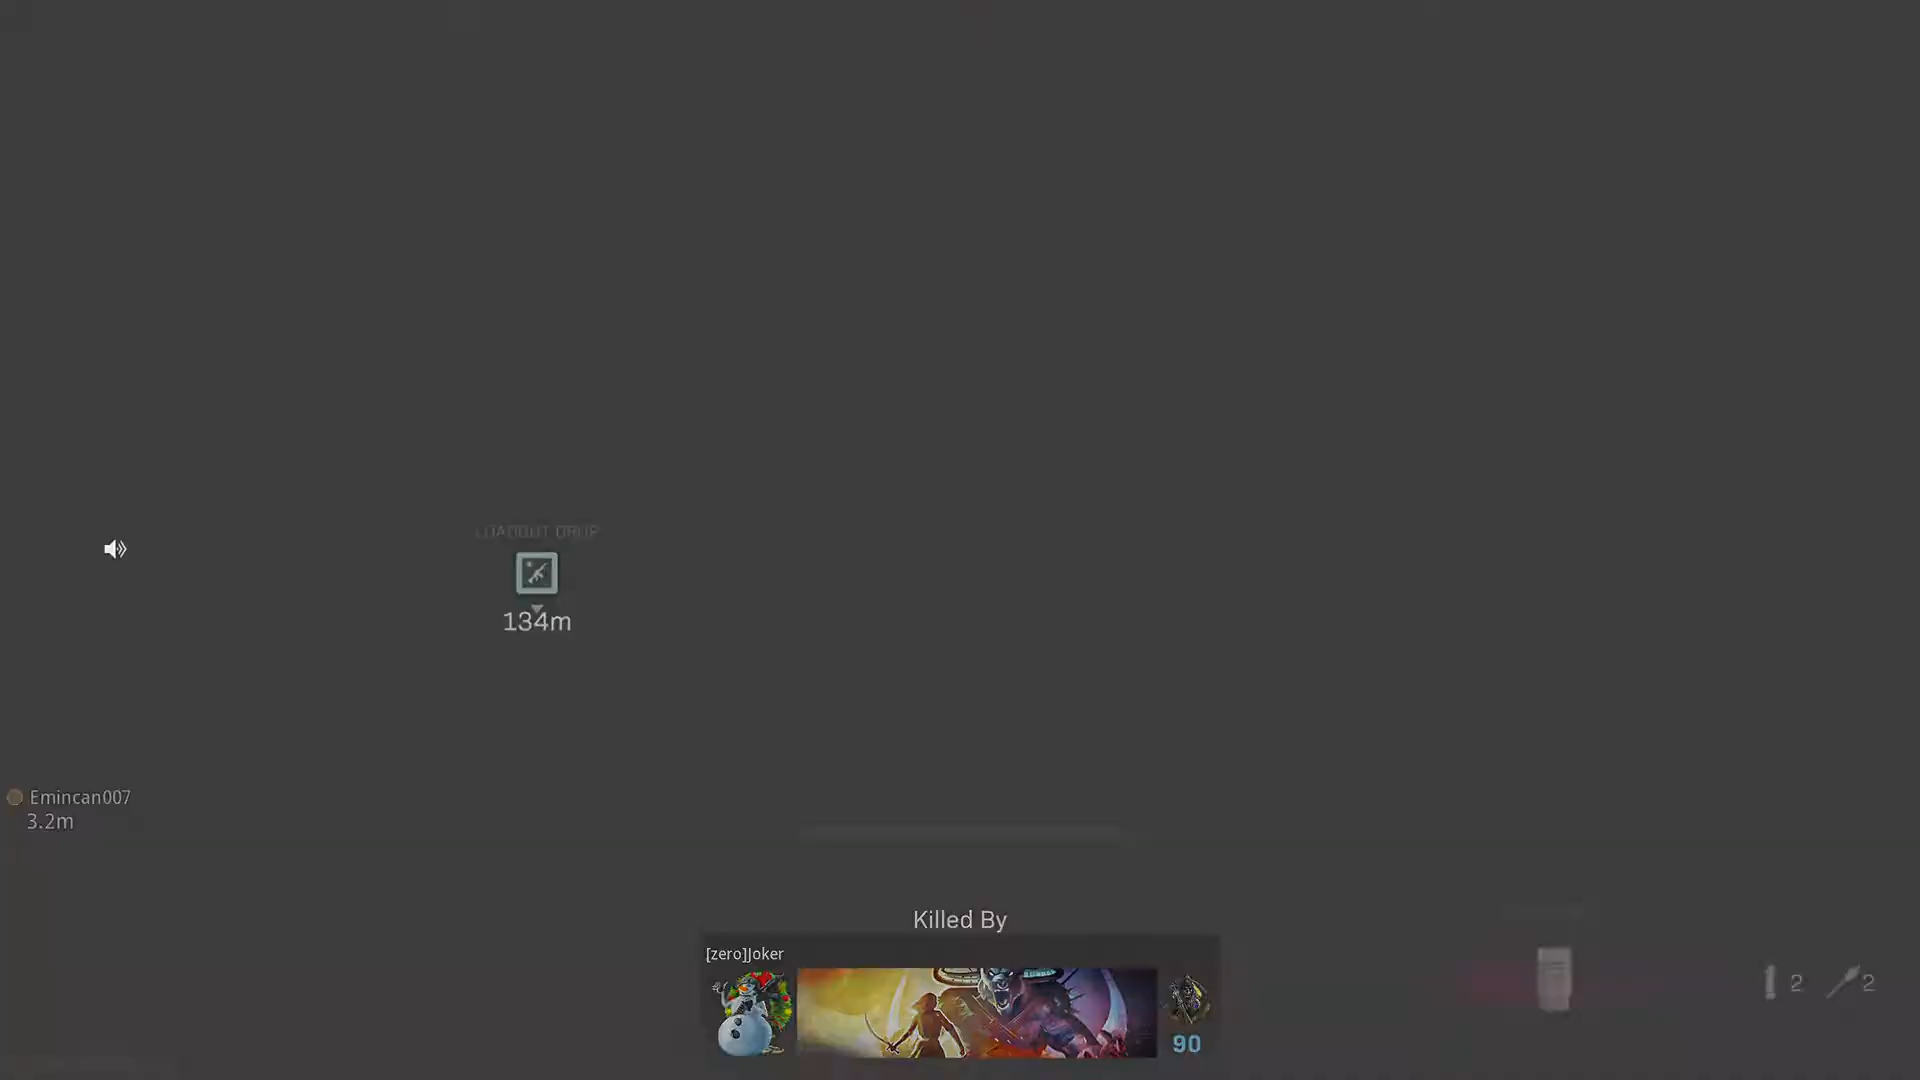 LOADOUT DROP
134m
Emincan007
3.2m
Killed By
[zero]Joker
90
2
2